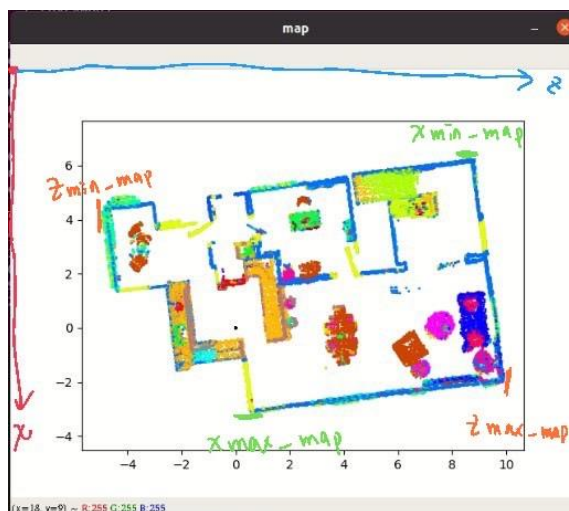 map
z
x min_map
z min_map
6
4
2
0
−2
−4
−4 −2 0 2 4 6 8 10
z max_map
x
x max_map
(x=18, y=9) ~ R:255 G:255 B:255